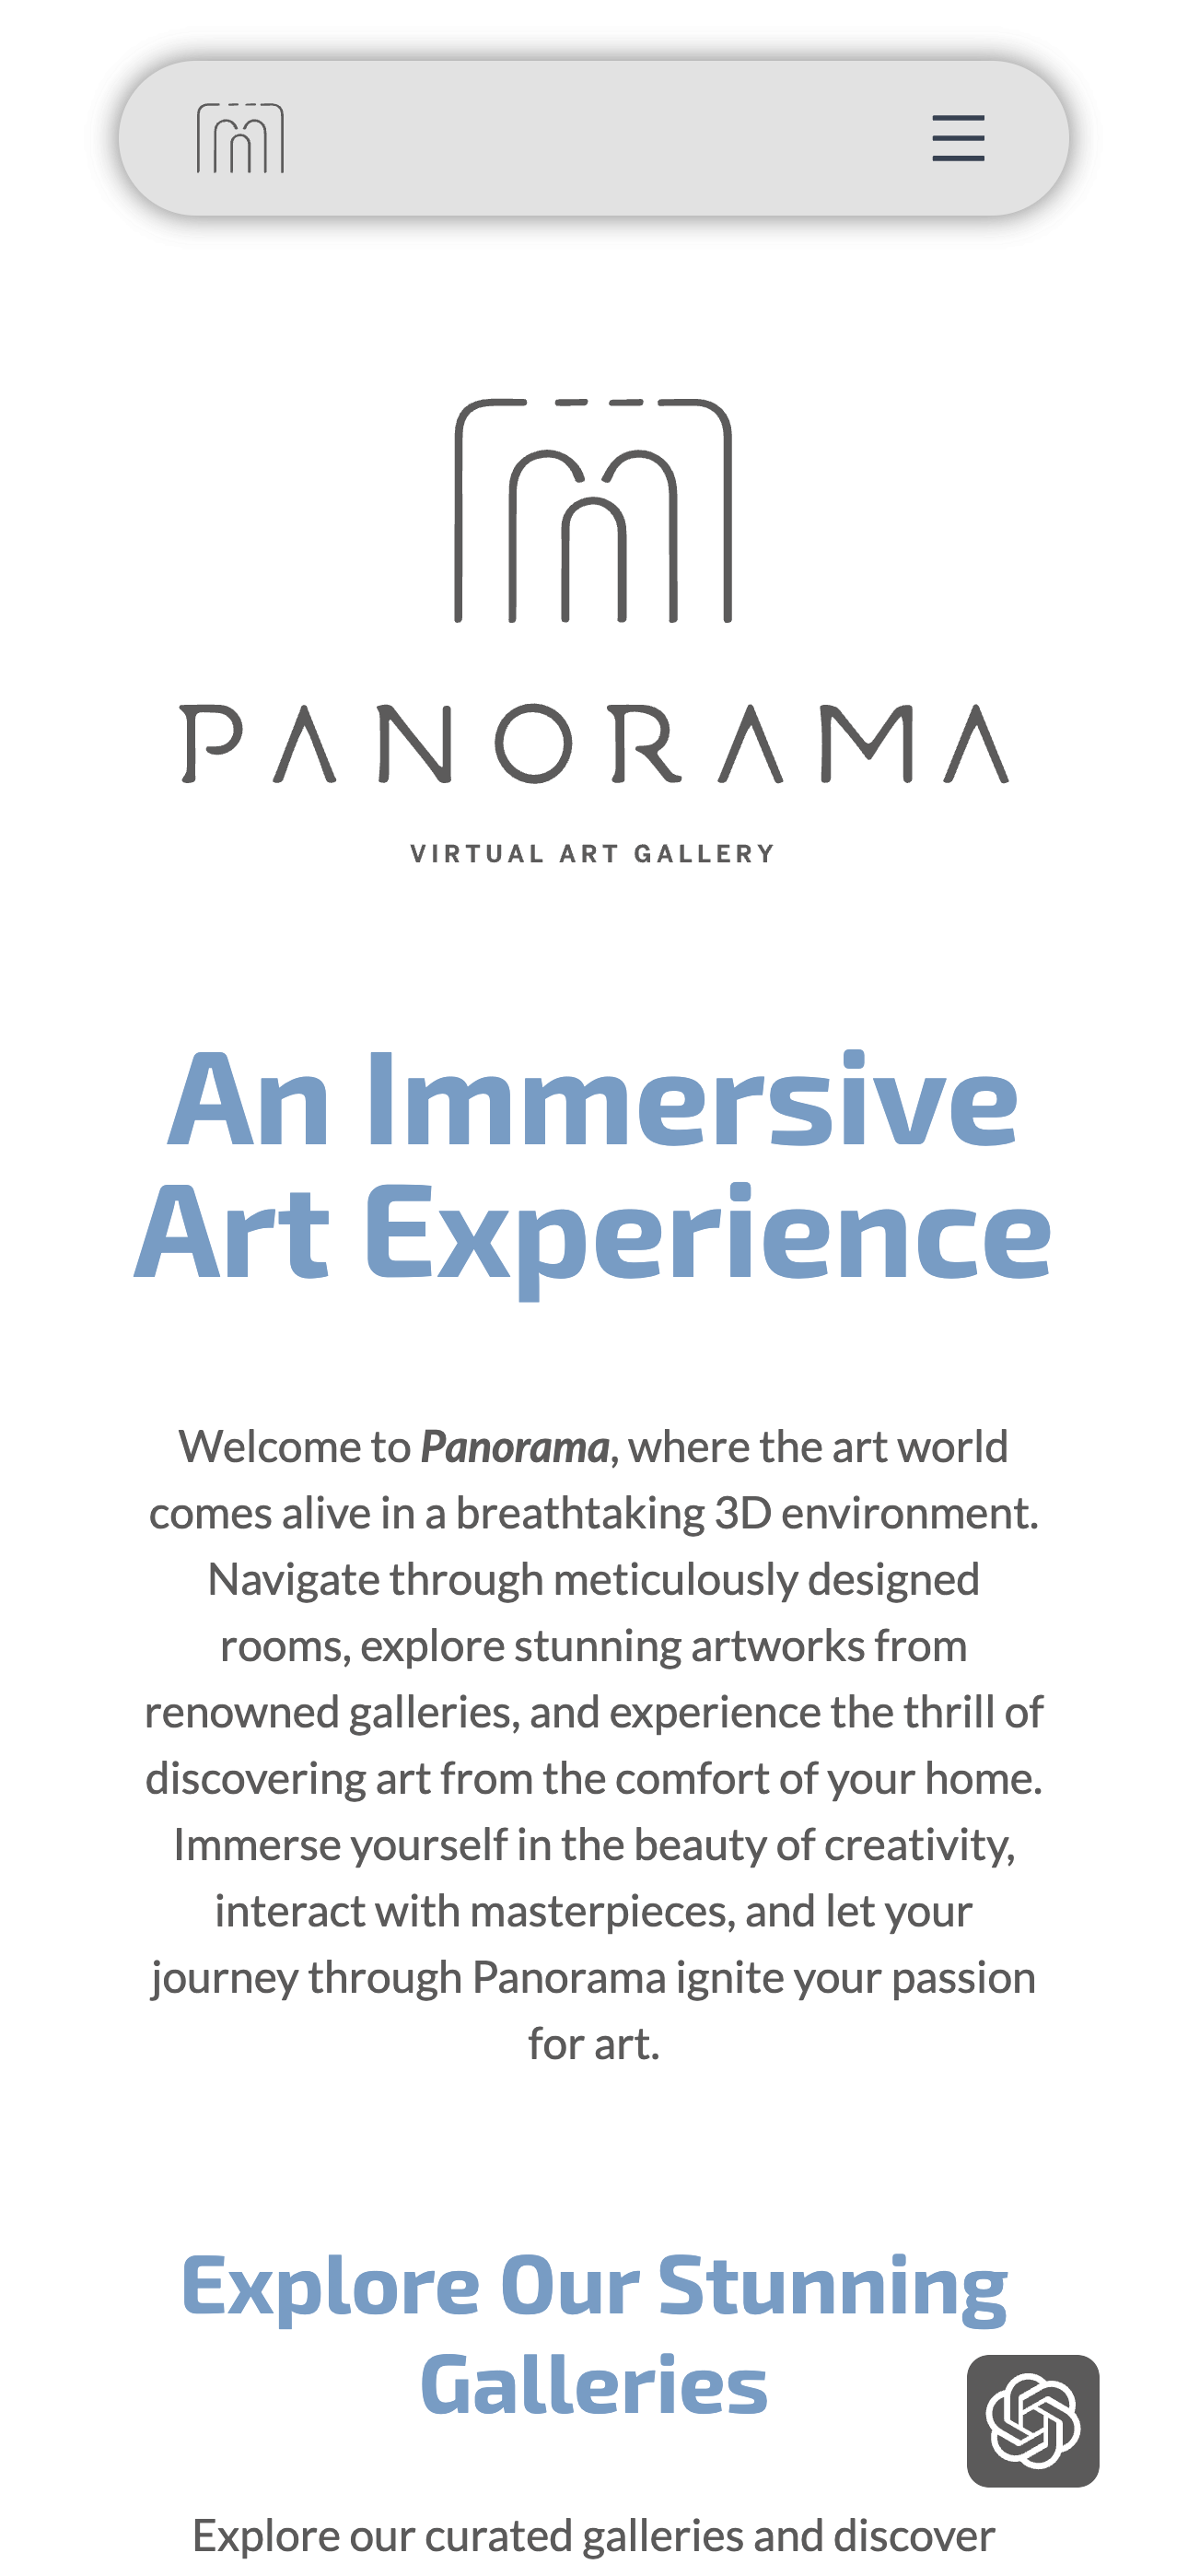 PANORAMA
VIRTUAL ART GALLERY
An Immersive
Art Experience
Welcome to Panorama, where the art world
comes alive in a breathtaking 3D environment.
Navigate through meticulously designed
rooms, explore stunning artworks from
renowned galleries, and experience the thrill of
discovering art from the comfort of your home.
Immerse yourself in the beauty of creativity,
interact with masterpieces, and let your
journey through Panorama ignite your passion
for art.
Explore Our Stunning
Galleries
Explore our curated galleries and discover